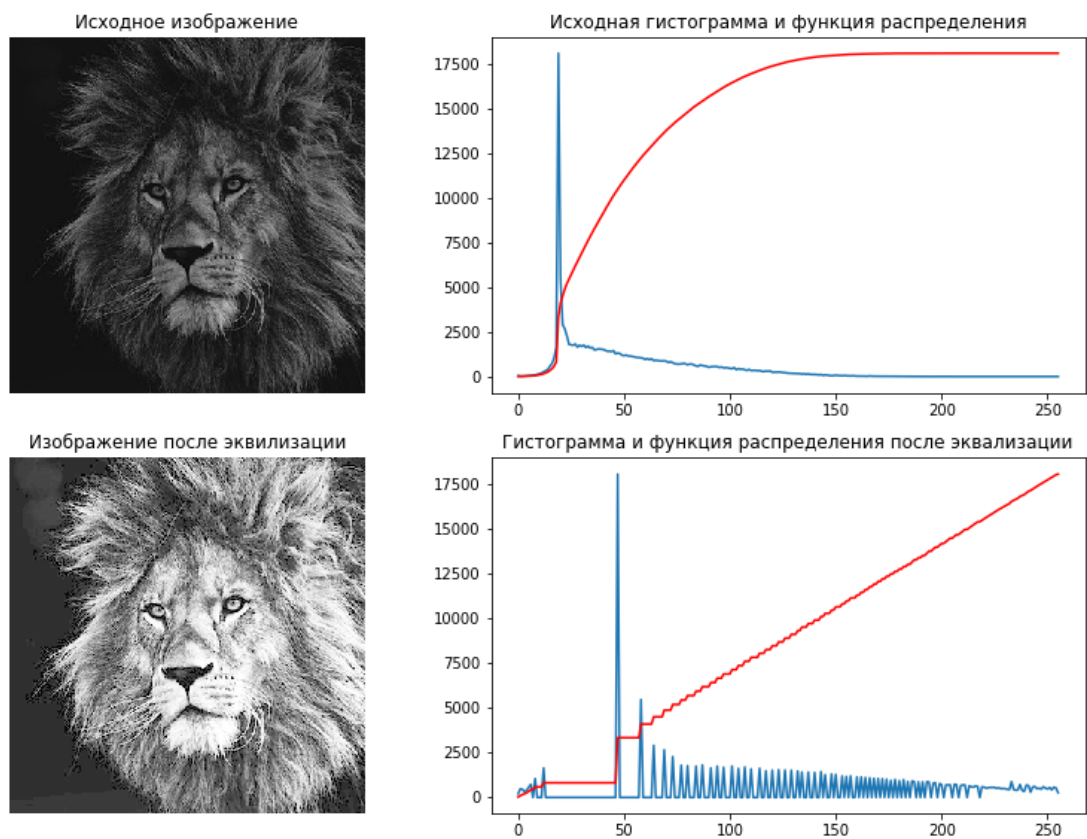 Исходное изображение
Исходная гистограмма и функция распределения
17500
15000
12500
10000
7500
5000
2500
0
0 50 100 150 200 250
Изображение после эквилизации
Гистограмма и функция распределения после эквализации
17500
15000
12500
10000
7500
5000
2500
0
0 50 100 150 200 250